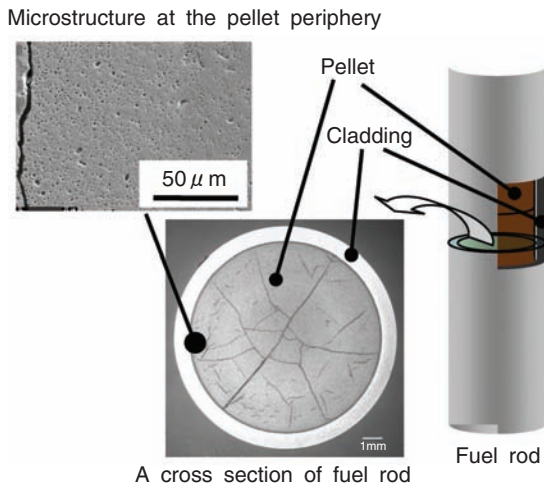 Microstructure at the pellet periphery
Pellet
Cladding
50 μ m
1mm
Fuel rod
A cross section of fuel rod